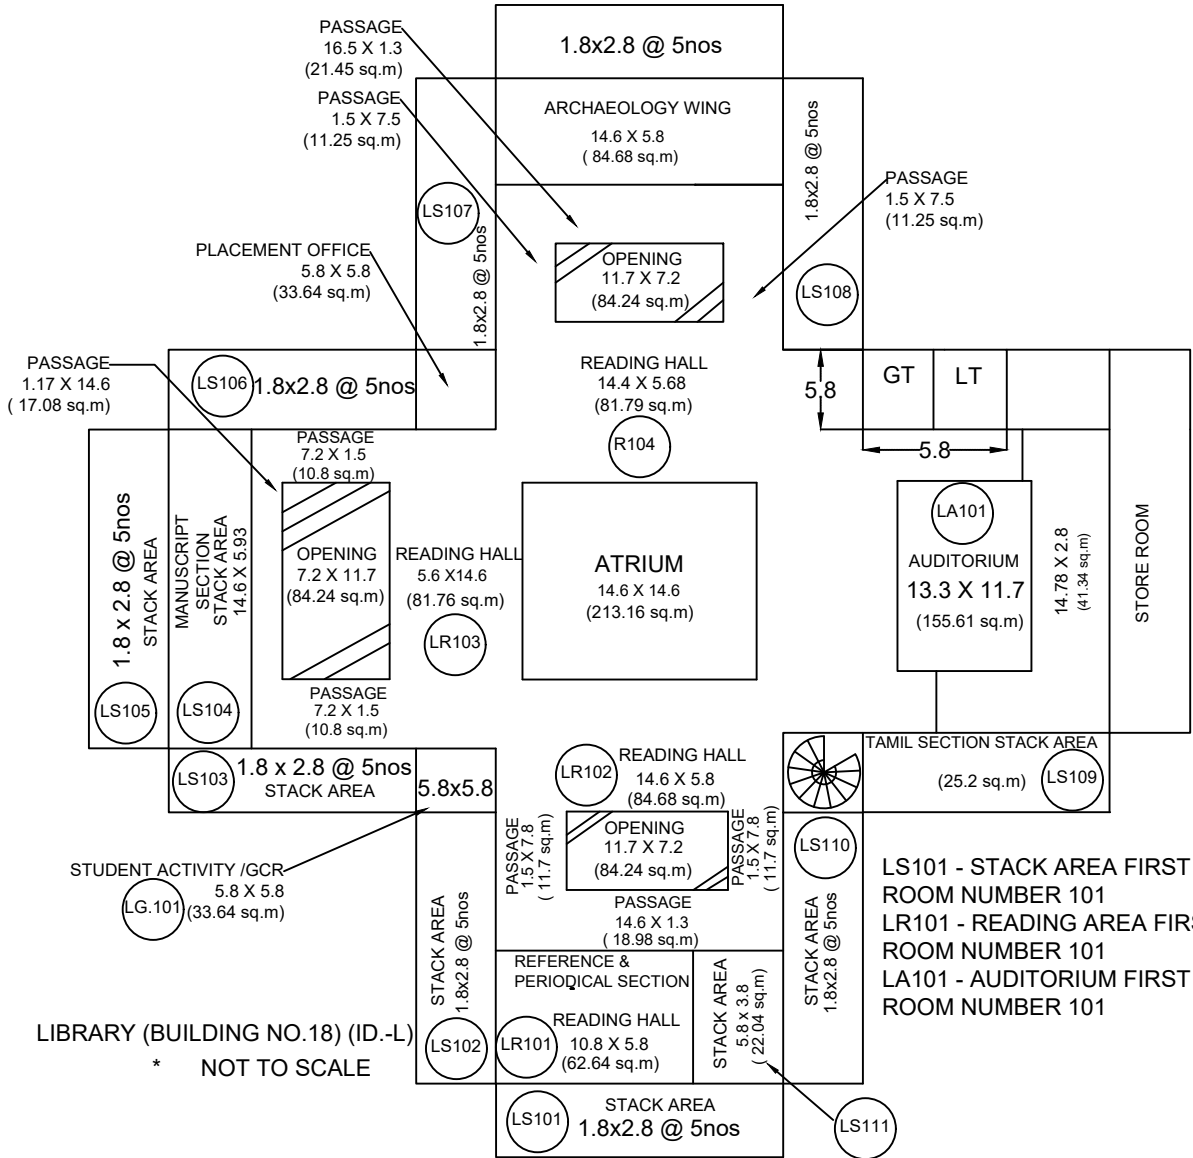 PASSAGE
16.5 X 1.3
(21.45 sq.m)
1.8x2.8 @ 5nos
PASSAGE
1.5 X 7.5
(11.25 sq.m)
ARCHAEOLOGY WING
14.6 X 5.8
( 84.68 sq.m)
1.8x2.8 @ 5nos
PASSAGE
1.5 X 7.5
(11.25 sq.m)
LS107
1.8x2.8 @ 5nos
PLACEMENT OFFICE
5.8 X 5.8
(33.64 sq.m)
OPENING
11.7 X 7.2
(84.24 sq.m)
LS108
PASSAGE
1.17 X 14.6
( 17.08 sq.m)
LS106
1.8x2.8 @ 5nos
READING HALL
14.4 X 5.68
(81.79 sq.m)
R104
5.8
GT
LT
5.8
PASSAGE
7.2 X 1.5
(10.8 sq.m)
1.8 x 2.8 @ 5nos
STACK AREA
MANUSCRIPT
SECTION
STACK AREA
14.6 X 5.93
OPENING
7.2 X 11.7
(84.24 sq.m)
READING HALL
5.6 X14.6
(81.76 sq.m)
LR103
ATRIUM
14.6 X 14.6
(213.16 sq.m)
LA101
AUDITORIUM
13.3 X 11.7
(155.61 sq.m)
14.78 X 2.8
(41.34 sq.m)
STORE ROOM
LS105
LS104
PASSAGE
7.2 X 1.5
(10.8 sq.m)
LS103
1.8 x 2.8 @ 5nos
STACK AREA
5.8x5.8
LR102
READING HALL
14.6 X 5.8
(84.68 sq.m)
TAMIL SECTION STACK AREA
(25.2 sq.m)
LS109
PASSAGE
1.5 X 7.8
( 11.7 sq.m)
OPENING
11.7 X 7.2
(84.24 sq.m)
PASSAGE
1.5 X 7.8
( 11.7 sq.m)
LS110
STUDENT ACTIVITY /GCR
5.8 X 5.8
(33.64 sq.m)
LG.101
PASSAGE
14.6 X 1.3
( 18.98 sq.m)
LS101 - STACK AREA FIRST
ROOM NUMBER 101
LR101 - READING AREA FIRS
ROOM NUMBER 101
LA101 - AUDITORIUM FIRST
ROOM NUMBER 101
STACK AREA
1.8x2.8 @ 5nos
REFERENCE &
PERIODICAL SECTION
READING HALL
10.8 X 5.8
(62.64 sq.m)
STACK AREA
5.8 x 3.8
( 22.04 sq.m)
STACK AREA
1.8x2.8 @ 5nos
LIBRARY (BUILDING NO.18) (ID.-L)
* NOT TO SCALE
LS102
LR101
LS101
STACK AREA
1.8x2.8 @ 5nos
LS111